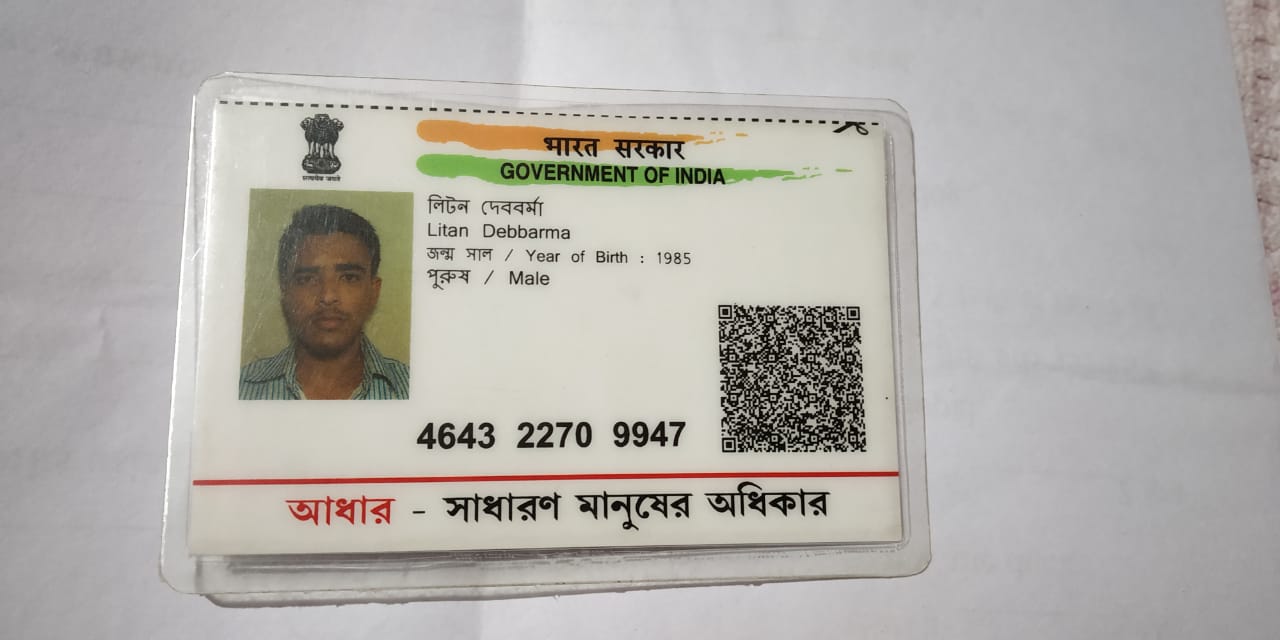 सत्यमेव जयते
भारत सरकार
GOVERNMENT OF INDIA
লিটন দেববর্মা
Litan Debbarma
জন্ম সাল / Year of Birth : 1985
পুরুষ / Male
4643 2270 9947
আধার - সাধারণ মানুষের অধিকার